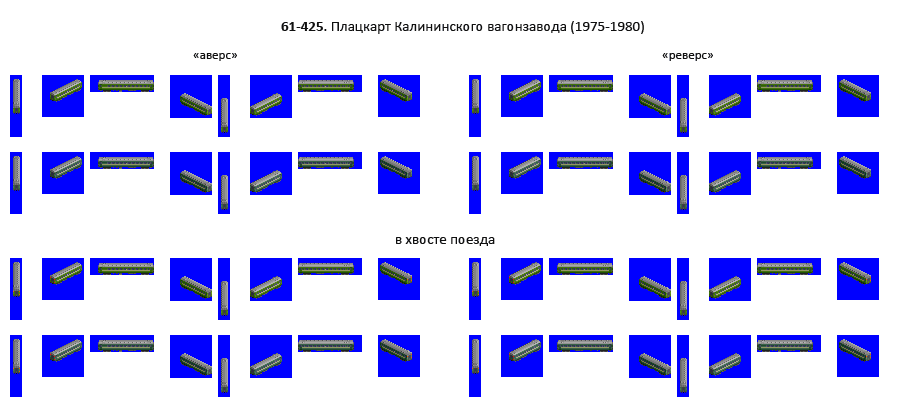 61-425. Плацкарт Калининского вагонзавода (1975-1980)
«аверс» «реверс»
в хвосте поезда